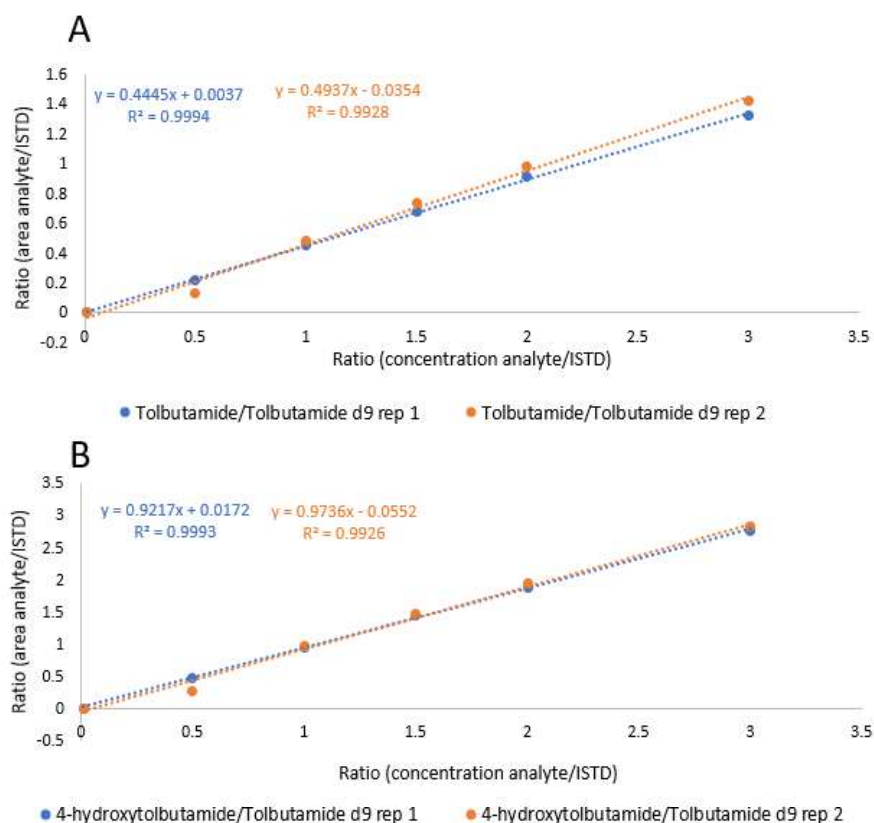 A
y = 0.4445x + 0.0037
R² = 0.9994
y = 0.4937x - 0.0354
R² = 0.9928
Ratio (area analyte/ISTD)
1.6
1.4
1.2
1
0.8
0.6
0.4
0.2
0
-0.2
0
0.5
1
1.5
2
2.5
3
3.5
Ratio (concentration analyte/ISTD)
Tolbutamide/Tolbutamide d9 rep 1
Tolbutamide/Tolbutamide d9 rep 2
B
y = 0.9217x + 0.0172
R² = 0.9993
y = 0.9736x - 0.0552
R² = 0.9926
Ratio (area analyte/ISTD)
3.5
3
2.5
2
1.5
1
0.5
0
-0.5
0
0.5
1
1.5
2
2.5
3
3.5
Ratio (concentration analyte/ISTD)
4-hydroxytolbutamide/Tolbutamide d9 rep 1
4-hydroxytolbutamide/Tolbutamide d9 rep 2